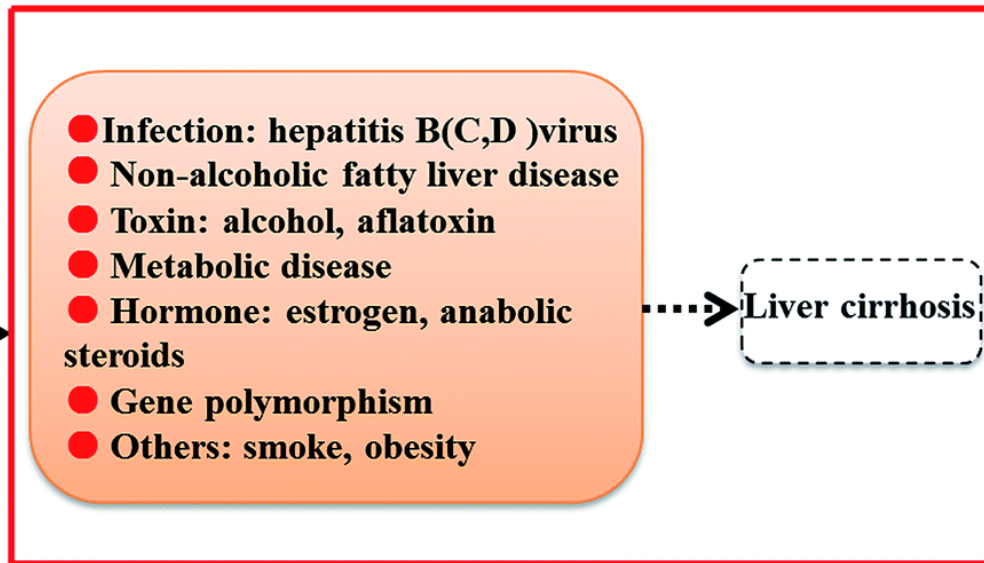 Infection: hepatitis B(C,D )virus
Non-alcoholic fatty liver disease
Toxin: alcohol, aflatoxin
Metabolic disease
Hormone: estrogen, anabolic
steroids
Gene polymorphism
Others: smoke, obesity
Liver cirrhosis